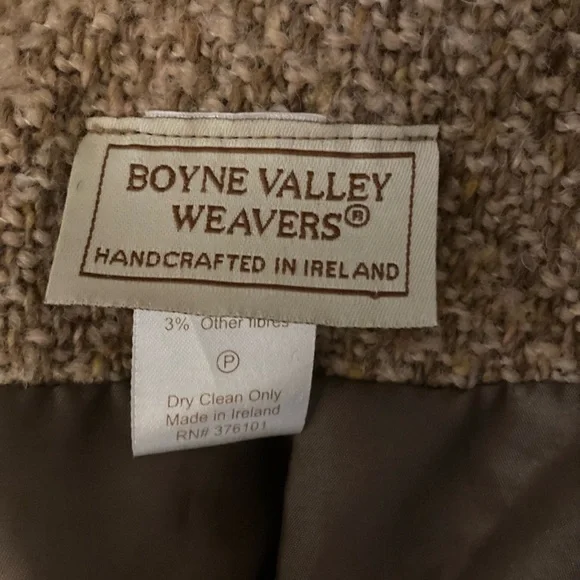 BOYNE VALLEY
WEAVERS®
HANDCRAFTED IN IRELAND
3% Other fibres
P
Dry Clean Only
Made in Ireland
RN# 376101